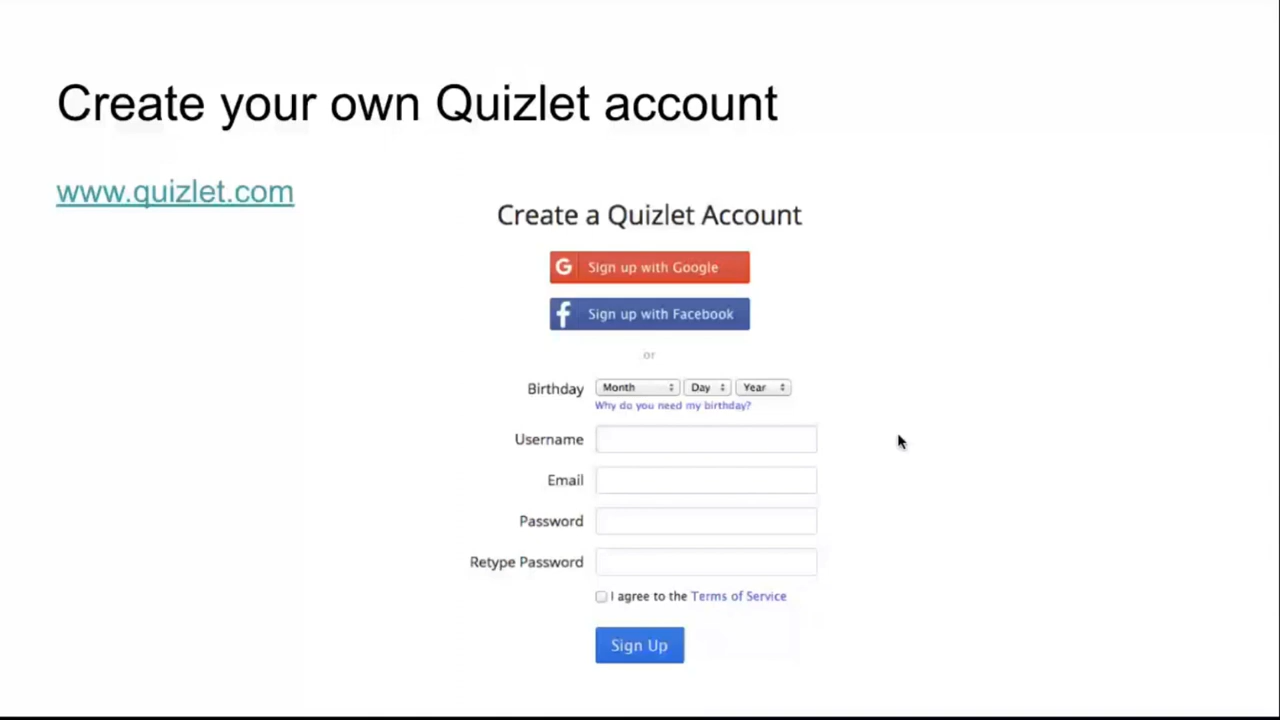 Create your own Quizlet account
www.quizlet.com
Create a Quizlet Account
G Sign up with Google
f Sign up with Facebook
or
Birthday Month Day Year
Why do you need my birthday?
Username
Email
Password
Retype Password
I agree to the Terms of Service
Sign Up